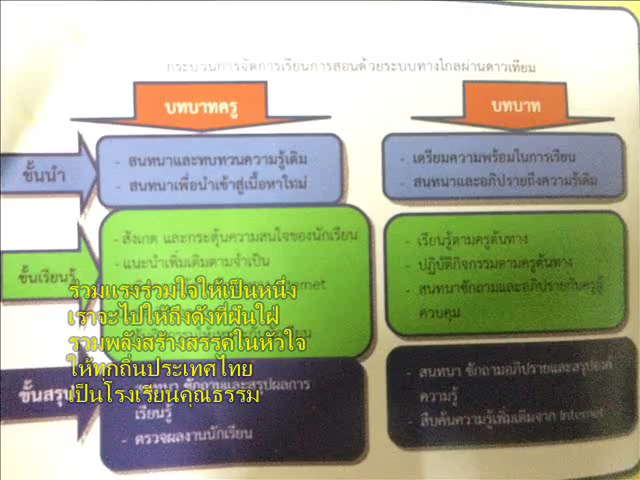 กระบวนการจัดการเรียนการสอนด้วยระบบทางไกลผ่านดาวเทียม
บทบาทครู
บทบาท
ขั้นนำ
- สนทนาและทบทวนความรู้เดิม
- สนทนาเพื่อนำเข้าสู่เนื้อหาใหม่
- เตรียมความพร้อมในการเรียน
- สนทนาและอภิปรายถึงความรู้เดิม
ขั้นเรียนรู้
- สังเกต และกระตุ้นความสนใจของนักเรียน
- แนะนำเพิ่มเติมตามจำเป็น
- เรียนรู้ตามครูต้นทาง
- ปฏิบัติกิจกรรมตามครูต้นทาง
- สนทนาซักถามและอภิปรายกับครูผู้
ควบคุม
ร่วมแรงร่วมใจให้เป็นหนึ่ง
เราจะไปให้ถึงดังที่ฝันใฝ่
รวมพลังสร้างสรรค์ในหัวใจ
ให้ทุกถิ่นประเทศไทย
เป็นโรงเรียนคุณธรรม
ขั้นสรุป
- สนทนา ซักถามและสรุปผลการ
เรียนรู้
- ตรวจผลงานนักเรียน
- สนทนา ซักถามอภิปรายและสรุปองค์
ความรู้
- สืบค้นความรู้เพิ่มเติมจาก Internet